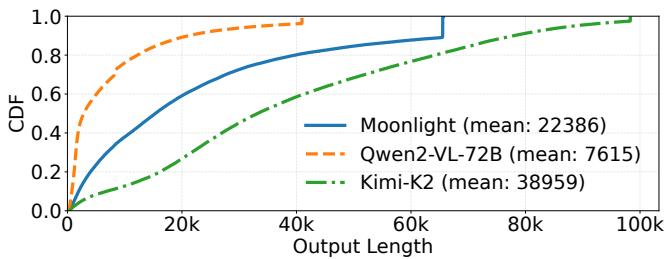 1.0
0.8
0.6
0.4
0.2
0.0
CDF
Moonlight (mean: 22386)
Qwen2-VL-72B (mean: 7615)
Kimi-K2 (mean: 38959)
0 20k 40k 60k 80k 100k
Output Length